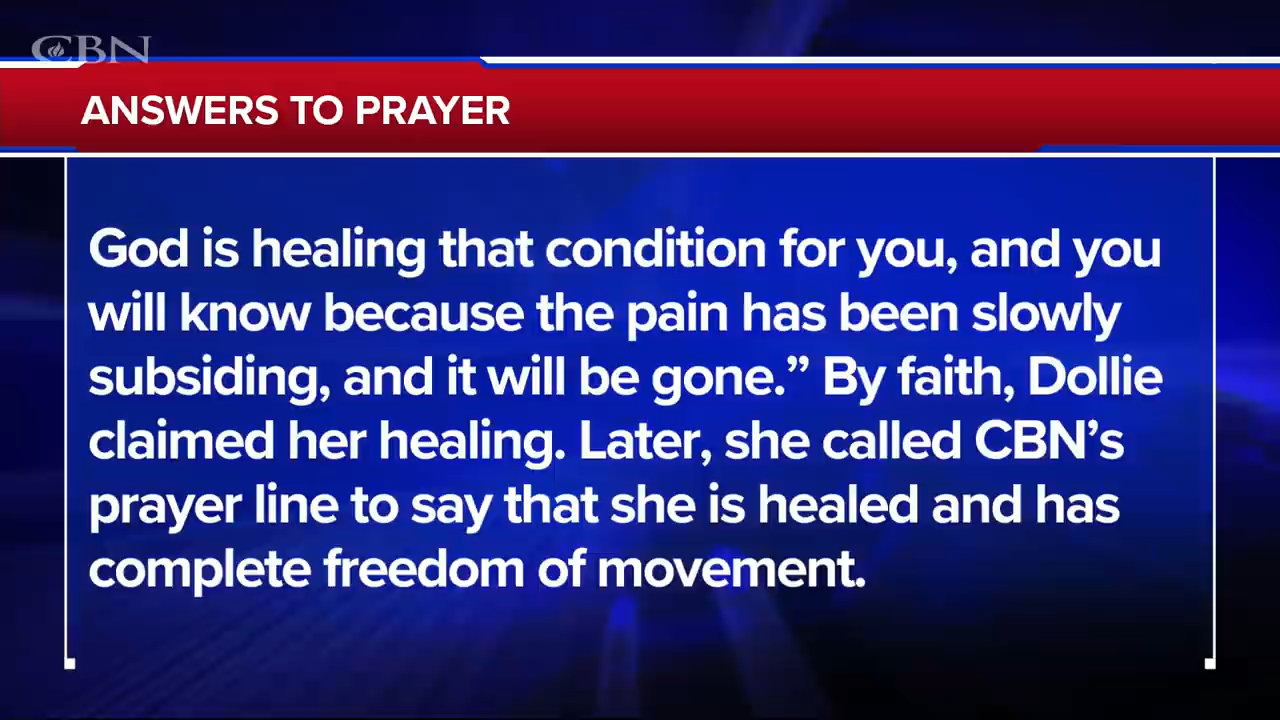 CBN
ANSWERS TO PRAYER
God is healing that condition for you, and you
will know because the pain has been slowly
subsiding, and it will be gone.” By faith, Dollie
claimed her healing. Later, she called CBN’s
prayer line to say that she is healed and has
complete freedom of movement.